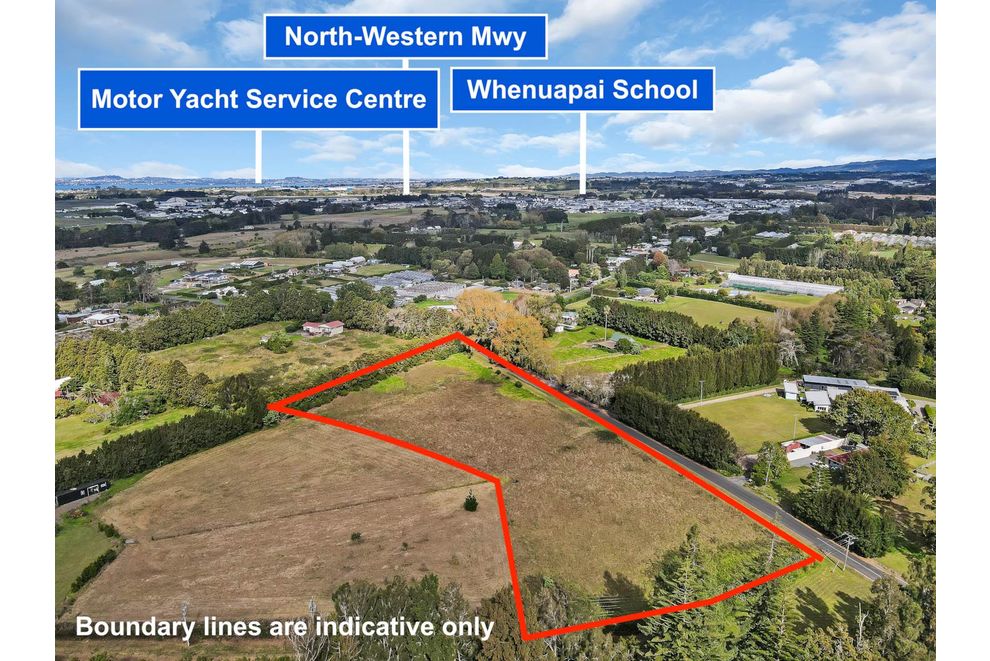 North-Western Mwy
Motor Yacht Service Centre
Whenuapai School
Boundary lines are indicative only